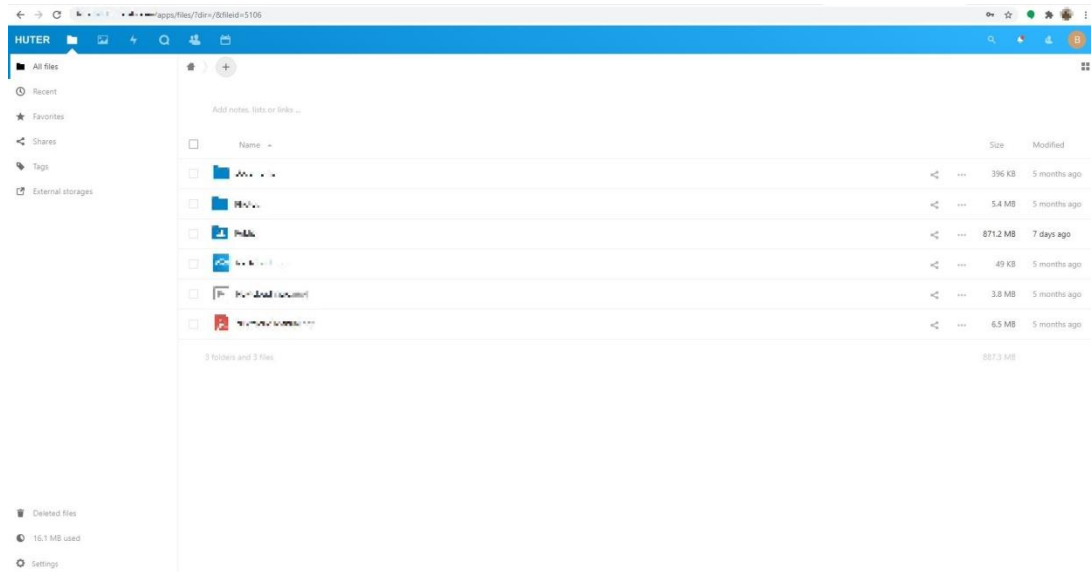 /apps/files/?dir=/&fileid=5106
HUTER
B
All files
Recent
Favorites
Shares
Tags
External storages
Add notes, lists or links ...
Name Size Modified
396 KB 5 months ago
5.4 MB 5 months ago
871.2 MB 7 days ago
49 KB 5 months ago
3.8 MB 5 months ago
6.5 MB 5 months ago
3 folders and 3 files 887.3 MB
Deleted files
16.1 MB used
Settings